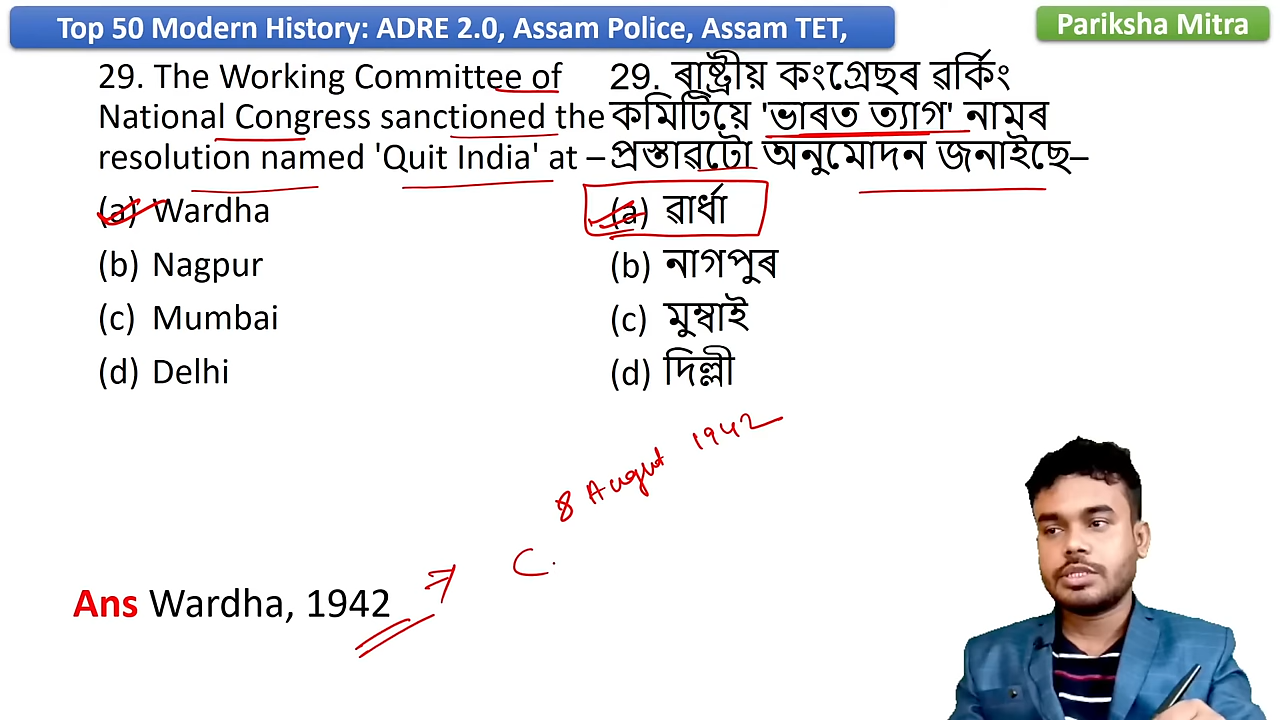 Top 50 Modern History: ADRE 2.0, Assam Police, Assam TET,
Pariksha Mitra
29. The Working Committee of
National Congress sanctioned the
resolution named 'Quit India' at –
(a) Wardha
(b) Nagpur
(c) Mumbai
(d) Delhi
29. ৰাষ্ট্ৰীয় কংগ্ৰেছৰ ৱৰ্কিং
কমিটিয়ে 'ভাৰত ত্যাগ' নামৰ
প্ৰস্তাৱটো অনুমোদন জনাইছে–
(a) ৱাৰ্ধা
(b) নাগপুৰ
(c) মুম্বাই
(d) দিল্লী
8 August 1942
C.
Ans Wardha, 1942